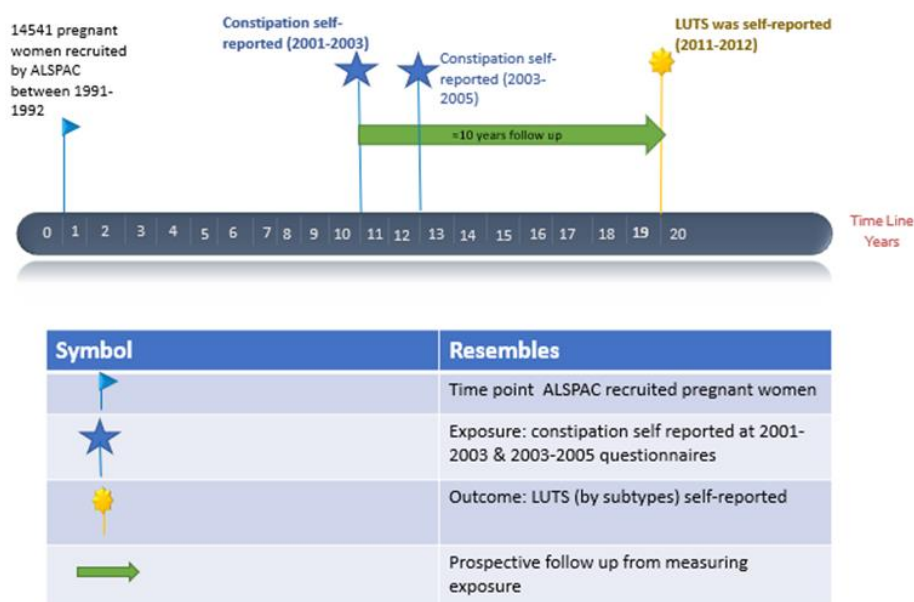 14541 pregnant
women recruited
by ALSPAC
between 1991-
1992
Constipation self-
reported (2001-2003)
Constipation self-
reported (2003-
2005)
LUTS was self-reported
(2011-2012)
≈10 years follow up
0 1 2 3 4 5 6 7 8 9 10 11 12 13 14 15 16 17 18 19 20
Time Line
Years
Symbol Resembles
Time point ALSPAC recruited pregnant women
Exposure: constipation self reported at 2001-
2003 & 2003-2005 questionnaires
Outcome: LUTS (by subtypes) self-reported
Prospective follow up from measuring
exposure